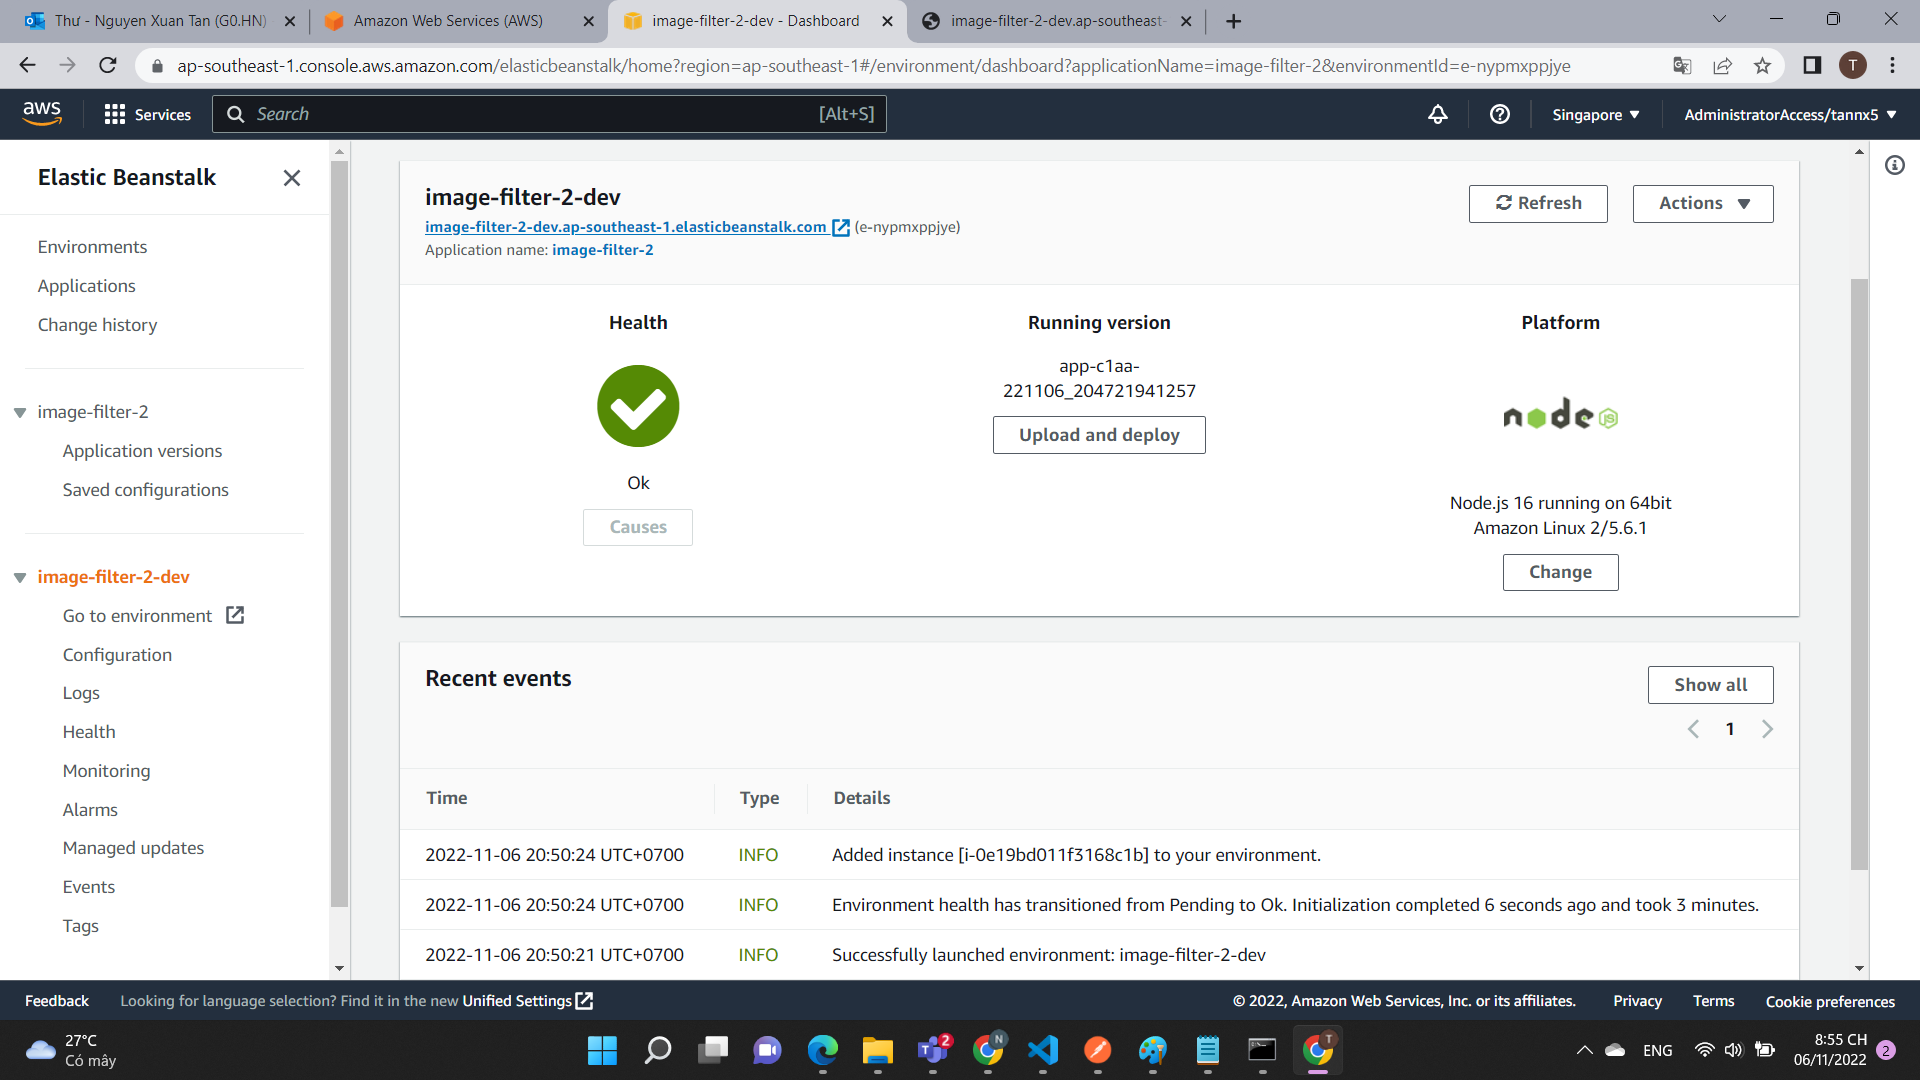 Thư - Nguyen Xuan Tan (G0.HN)
Amazon Web Services (AWS)
image-filter-2-dev - Dashboard
image-filter-2-dev.ap-southeast-
ap-southeast-1.console.aws.amazon.com/elasticbeanstalk/home?region=ap-southeast-1#/environment/dashboard?applicationName=image-filter-2&environmentId=e-nypmxppjye
T
aws
Services
Search
[Alt+S]
Singapore
AdministratorAccess/tannx5
Elastic Beanstalk
Environments
Applications
Change history
image-filter-2
Application versions
Saved configurations
image-filter-2-dev
Go to environment
Configuration
Logs
Health
Monitoring
Alarms
Managed updates
Events
Tags
image-filter-2-dev
image-filter-2-dev.ap-southeast-1.elasticbeanstalk.com (e-nypmxppjye)
Application name: image-filter-2
Refresh
Actions
Health
Ok
Causes
Running version
app-c1aa-
221106_204721941257
Upload and deploy
Platform
node JS
Node.js 16 running on 64bit
Amazon Linux 2/5.6.1
Change
Recent events
Show all
1
Time Type Details
2022-11-06 20:50:24 UTC+0700 INFO Added instance [i-0e19bd011f3168c1b] to your environment.
2022-11-06 20:50:24 UTC+0700 INFO Environment health has transitioned from Pending to Ok. Initialization completed 6 seconds ago and took 3 minutes.
2022-11-06 20:50:21 UTC+0700 INFO Successfully launched environment: image-filter-2-dev
Feedback
Looking for language selection? Find it in the new Unified Settings
© 2022, Amazon Web Services, Inc. or its affiliates.
Privacy
Terms
Cookie preferences
27°C
Có mây
2
N
T
ENG
8:55 CH
06/11/2022
2